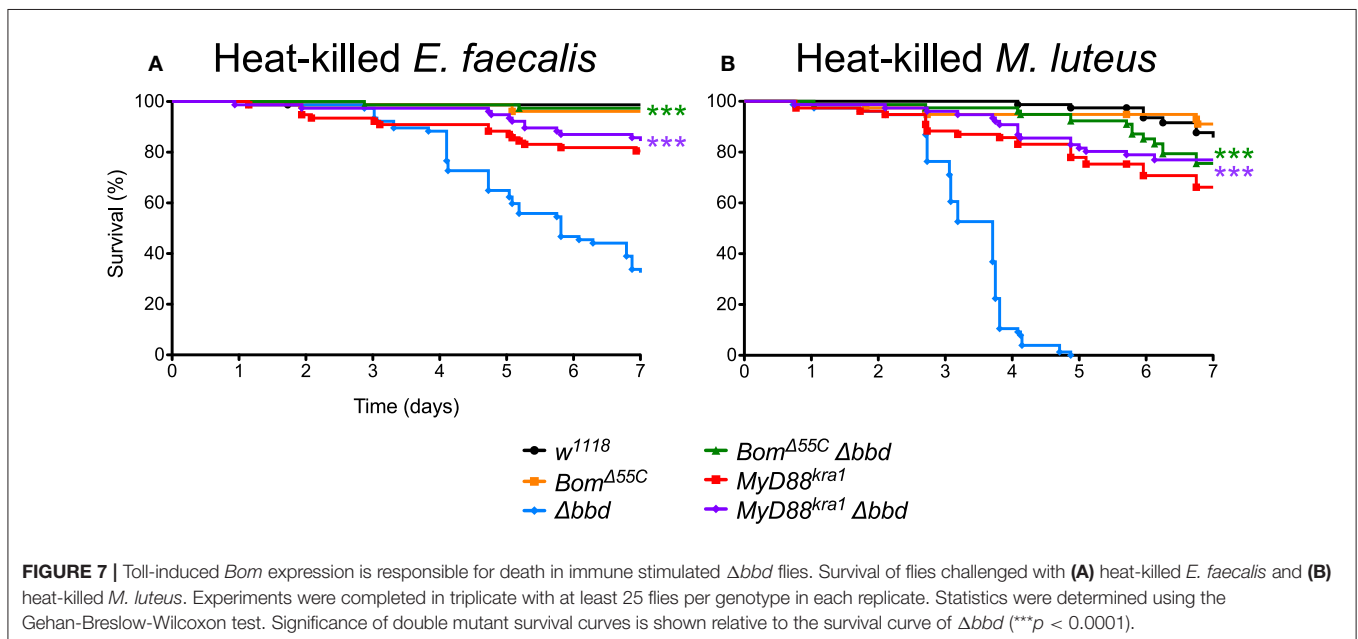 A Heat-killed E. faecalis
B Heat-killed M. luteus
Survival (%)
100
80
60
40
20
0
0 1 2 3 4 5 6 7
Time (days)
***
***
100
80
60
40
20
0
0 1 2 3 4 5 6 7
***
***
w1118
BomΔ55C
Δbbd
BomΔ55C Δbbd
MyD88kra1
MyD88kra1 Δbbd
FIGURE 7 | Toll-induced Bom expression is responsible for death in immune stimulated Δbbd flies. Survival of flies challenged with (A) heat-killed E. faecalis and (B)
heat-killed M. luteus. Experiments were completed in triplicate with at least 25 flies per genotype in each replicate. Statistics were determined using the
Gehan-Breslow-Wilcoxon test. Significance of double mutant survival curves is shown relative to the survival curve of Δbbd (***p < 0.0001).